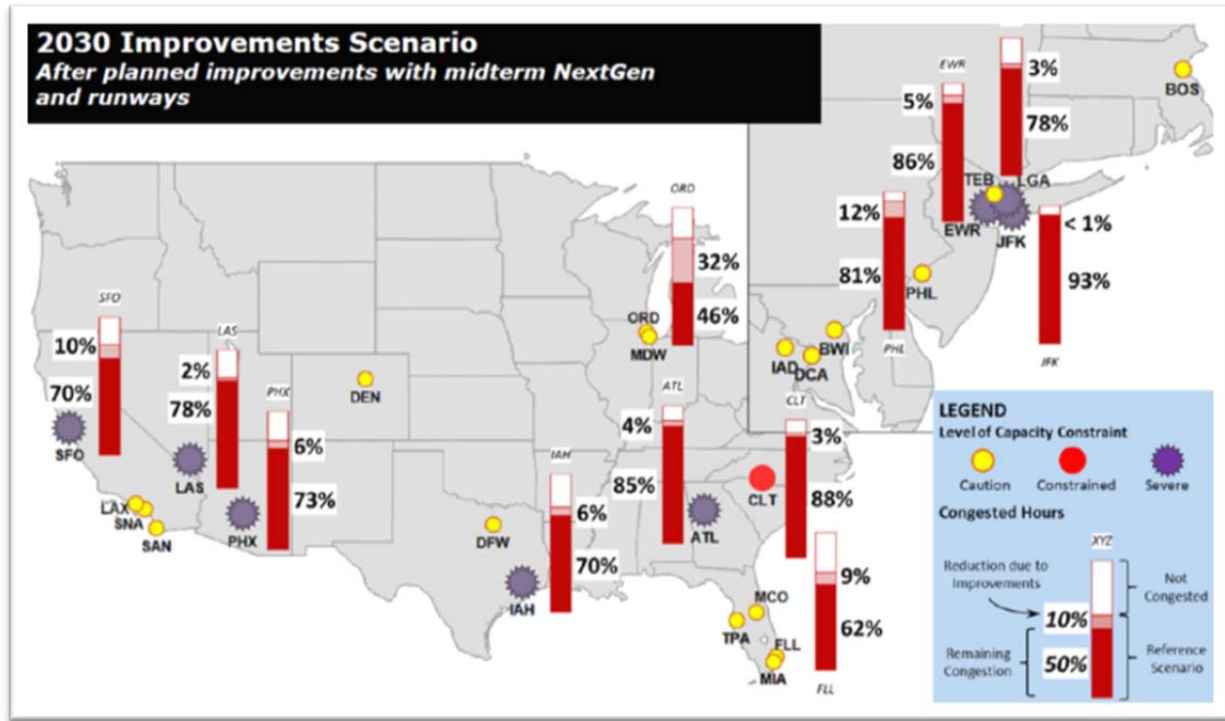 2030 Improvements Scenario
After planned improvements with midterm NextGen
and runways
EWR
5%
86%
3%
78%
BOS
TEB
LGA
EWR
JFK
12%
81%
PHL
PHL
< 1%
93%
JFK
ORD
32%
46%
ORD
MDW
IAD
DCA
BWI
SFO
10%
70%
SFO
LAS
2%
78%
LAS
PHX
6%
73%
PHX
DEN
LAX
SNA
SAN
IAH
6%
70%
IAH
DFW
ATL
4%
85%
ATL
CLT
3%
88%
CLT
MCO
TPA
FLL
MIA
9%
62%
FLL
LEGEND
Level of Capacity Constraint
Caution
Constrained
Severe
Congested Hours
XYZ
Reduction due to
Improvements
Not
Congested
10%
50%
Remaining
Congestion
Reference
Scenario